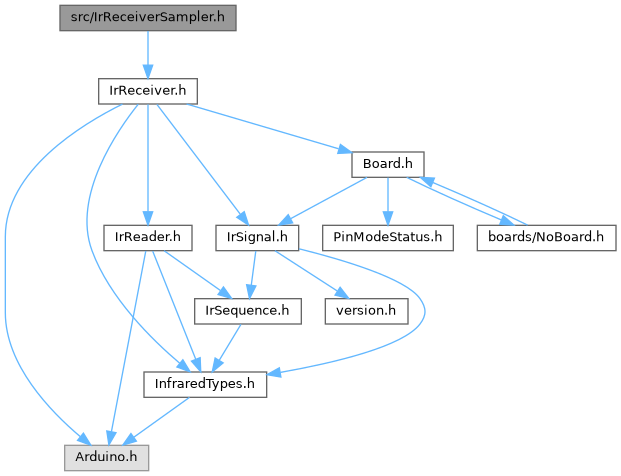 src/IrReceiverSampler.h
IrReceiver.h
Board.h
IrReader.h
IrSignal.h
PinModeStatus.h
boards/NoBoard.h
IrSequence.h
version.h
InfraredTypes.h
Arduino.h